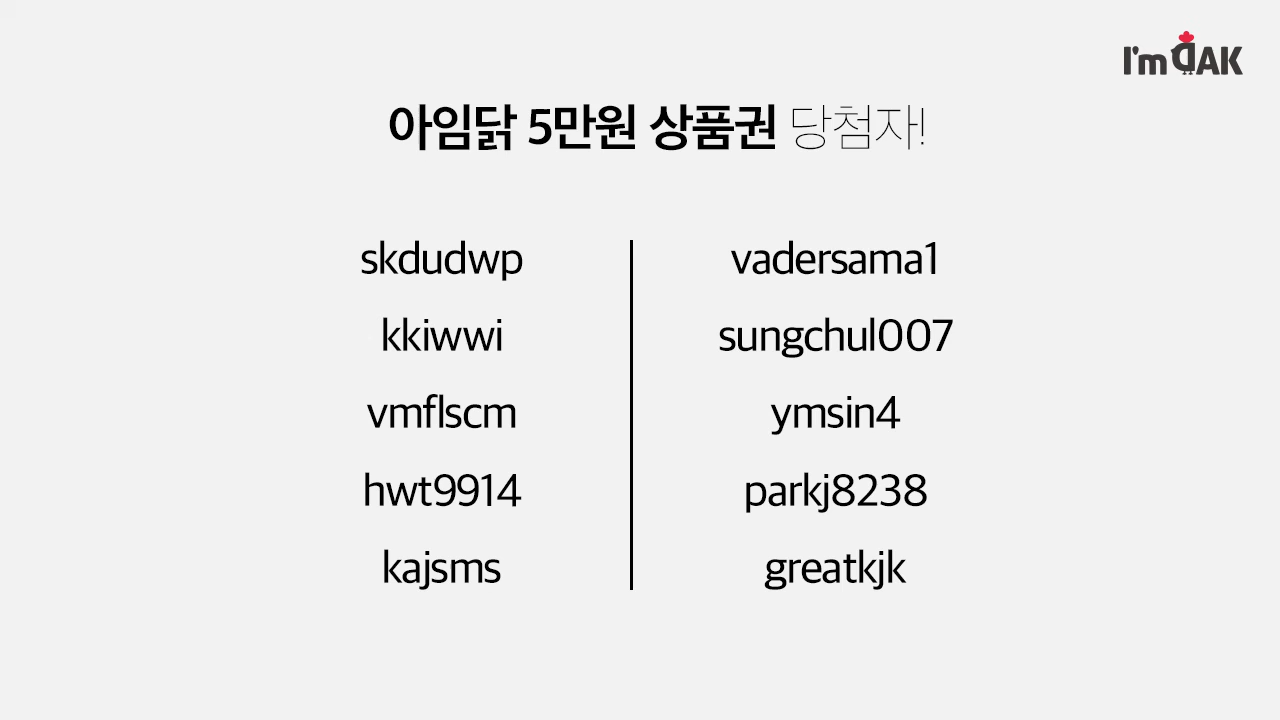 I'm DAK
아임닭 5만원 상품권 당첨자!
skdudwp
kkiwwi
vmflscm
hwt9914
kajsms
vadersama1
sungchul007
ymsin4
parkj8238
greatkjk